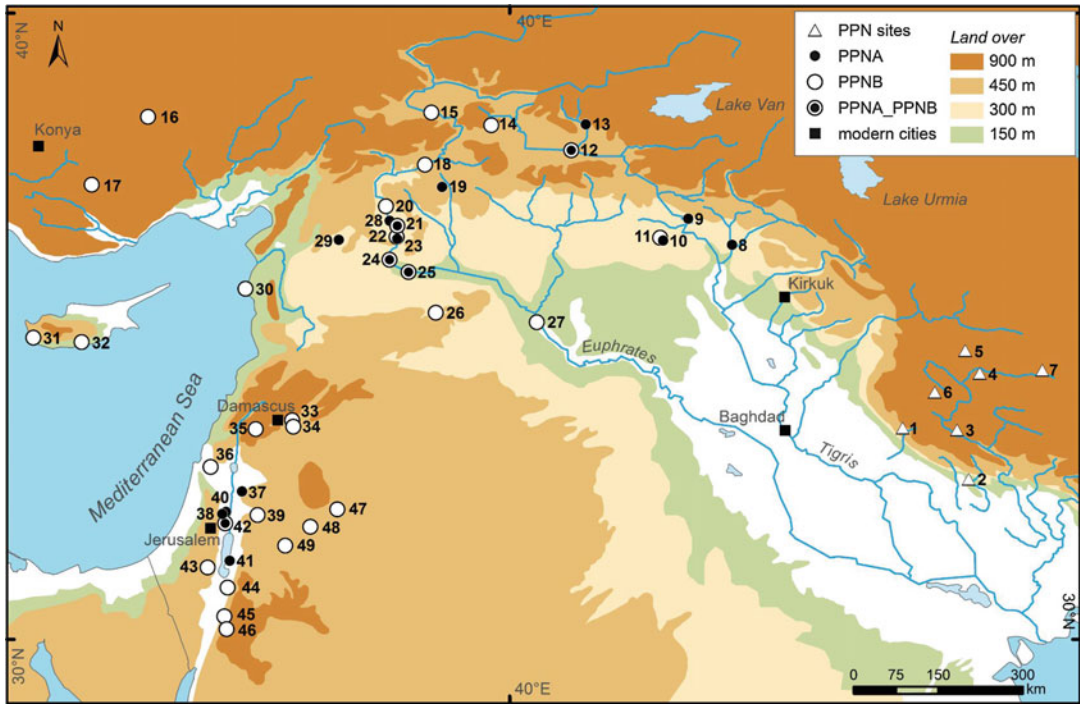 40°N
40°E
N
PPN sites
PPNA
PPNB
PPNA_PPNB
modern cities
Land over
900 m
450 m
300 m
150 m
Lake Van
Lake Urmia
Konya
16
17
15
14
13
12
18
19
20
28
21
22
23
29
24
25
9
11
10
8
30
26
27
Kirkuk
31
32
Euphrates
5
4
7
6
1
3
2
Mediterranean Sea
Damascus
33
34
35
Baghdad
Tigris
36
37
40
38
42
39
47
48
Jerusalem
49
41
43
44
45
46
30°N
30°N
40°E
0 75 150 300
km